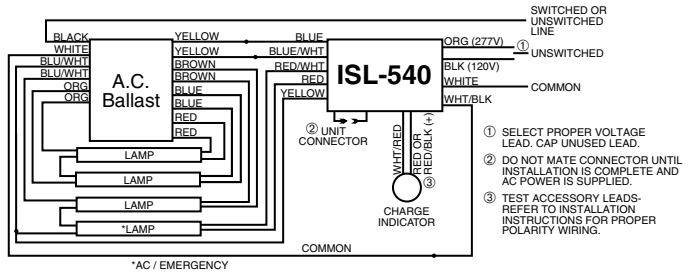 SWITCHED OR
UNSWITCHED
LINE
BLACK
WHITE
BLU/WHT
BLU/WHT
ORG
ORG
A.C.
Ballast
YELLOW
YELLOW
BROWN
BROWN
BLUE
BLUE
RED
RED
BLUE
BLUE/WHT
RED/WHT
RED
YELLOW
ISL-540
ORG (277V)
①
UNSWITCHED
BLK (120V)
WHITE
COMMON
WHT/BLK
② UNIT
CONNECTOR
WHT/RED
RED OR
RED/BLK (+)
③
CHARGE
INDICATOR
LAMP
LAMP
LAMP
*LAMP
COMMON
*AC / EMERGENCY
① SELECT PROPER VOLTAGE
LEAD. CAP UNUSED LEAD.
② DO NOT MATE CONNECTOR UNTIL
INSTALLATION IS COMPLETE AND
AC POWER IS SUPPLIED.
③ TEST ACCESSORY LEADS-
REFER TO INSTALLATION
INSTRUCTIONS FOR PROPER
POLARITY WIRING.